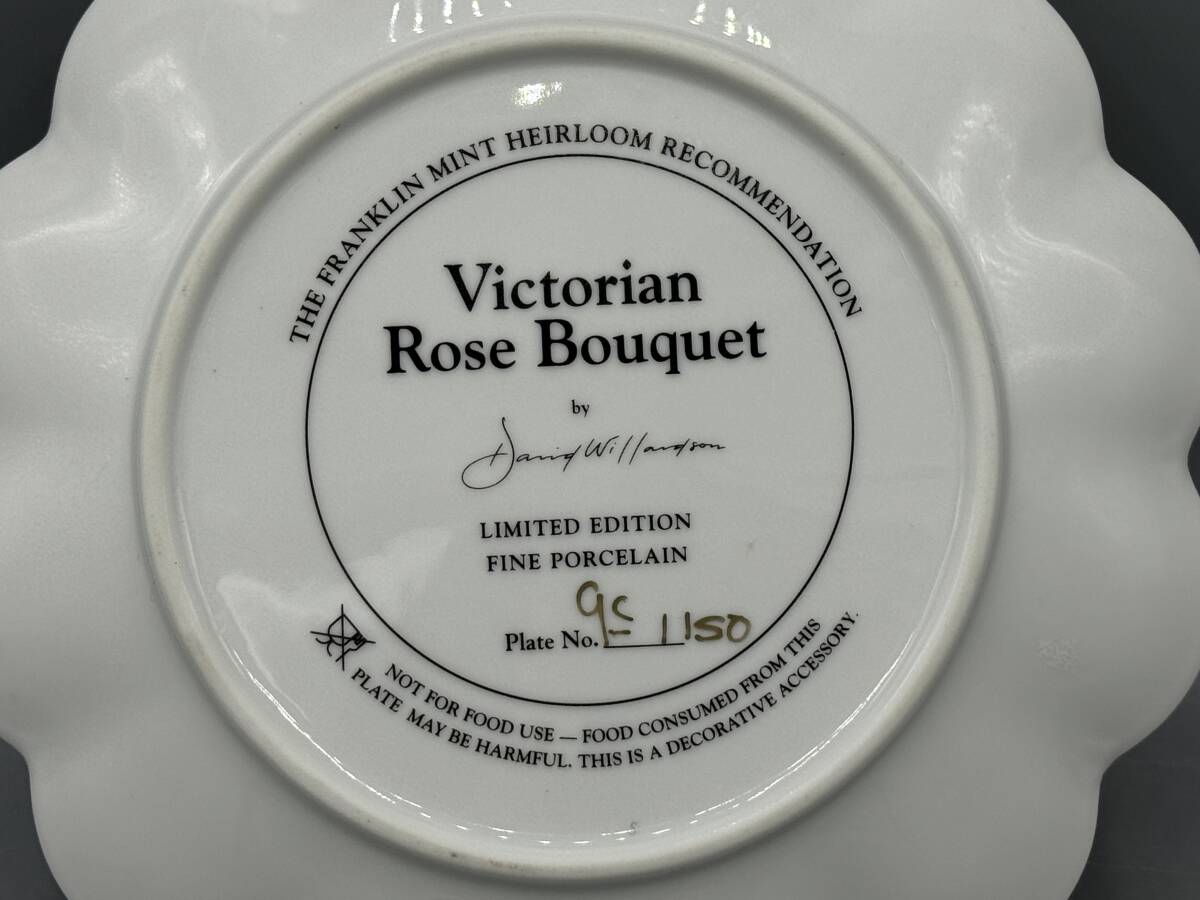 THE FRANKLIN MINT HEIRLOOM RECOMMENDATION
Victorian
Rose Bouquet
by
David Willardson
LIMITED EDITION
FINE PORCELAIN
Plate No. 9C 1150
NOT FOR FOOD USE — FOOD CONSUMED FROM THIS
PLATE MAY BE HARMFUL. THIS IS A DECORATIVE ACCESSORY.